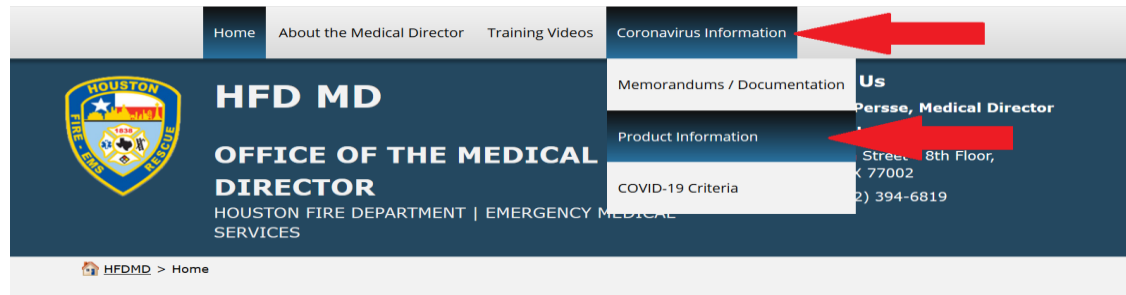 Home About the Medical Director Training Videos Coronavirus Information
HOUSTON
FIRE - EMS RESCUE
1838
HFD MD
OFFICE OF THE MEDICAL
DIRECTOR
HOUSTON FIRE DEPARTMENT | EMERGENCY
SERVICES
Memorandums / Documentation
Product Information
COVID-19 Criteria
Us
Persse, Medical Director
Street 8th Floor,
77002
394-6819
HFDMD > Home